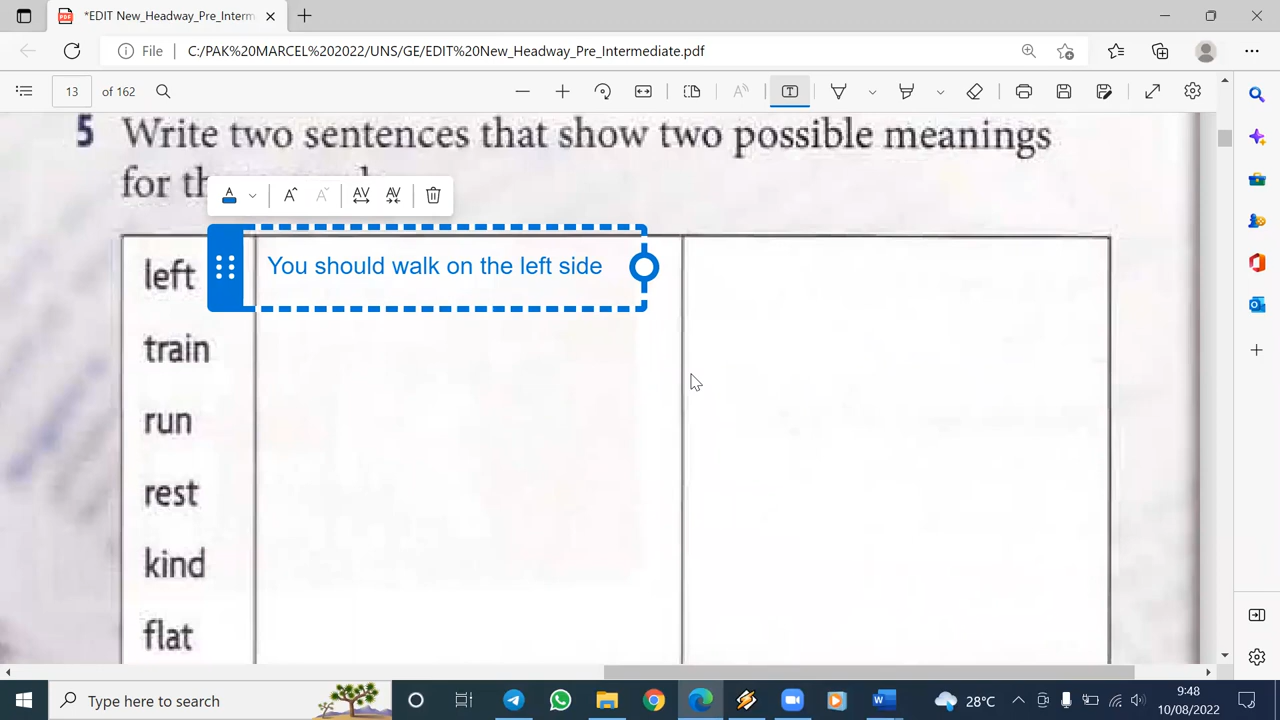 *EDIT New_Headway_Pre_Interm
File
C:/PAK%20MARCEL%202022/UNS/GE/EDIT%20New_Headway_Pre_Intermediate.pdf
13 of 162
5 Write two sentences that show two possible meanings
for
left
You should walk on the left side
train
run
rest
kind
flat
Type here to search
28°C
9:48
10/08/2022